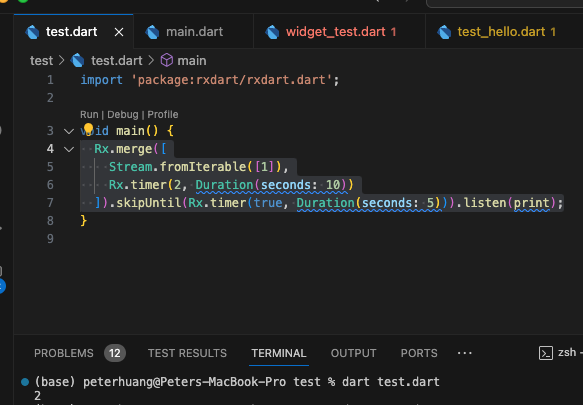 test.dart main.dart widget_test.dart 1 test_hello.dart 1
test > test.dart > main
1 import 'package:rxdart/rxdart.dart';
2
Run | Debug | Profile
3 void main() {
4 Rx.merge([
5 Stream.fromIterable([1]),
6 Rx.timer(2, Duration(seconds: 10))
7 ]).skipUntil(Rx.timer(true, Duration(seconds: 5))).listen(print);
8 }
9
PROBLEMS 12 TEST RESULTS TERMINAL OUTPUT PORTS ... zsh
(base) peterhuang@Peters-MacBook-Pro test % dart test.dart
2